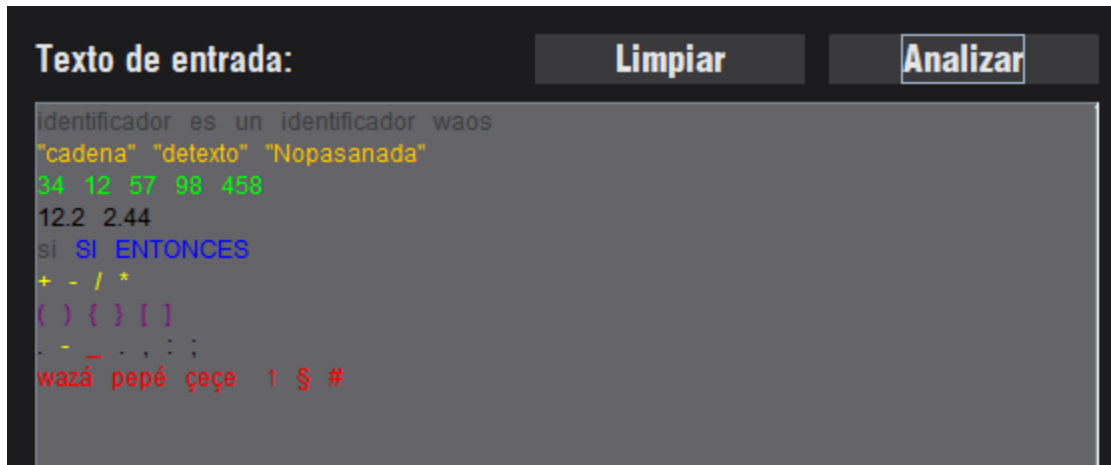 Texto de entrada: Limpiar Analizar
identificador es un identificador waos
"cadena" "detexto" "Nopasanada"
34 12 57 98 458
12.2 2.44
si SI ENTONCES
+ - / *
( ) { } [ ]
. - _ . , : ;
wazá pepé çeçe ↑ § #